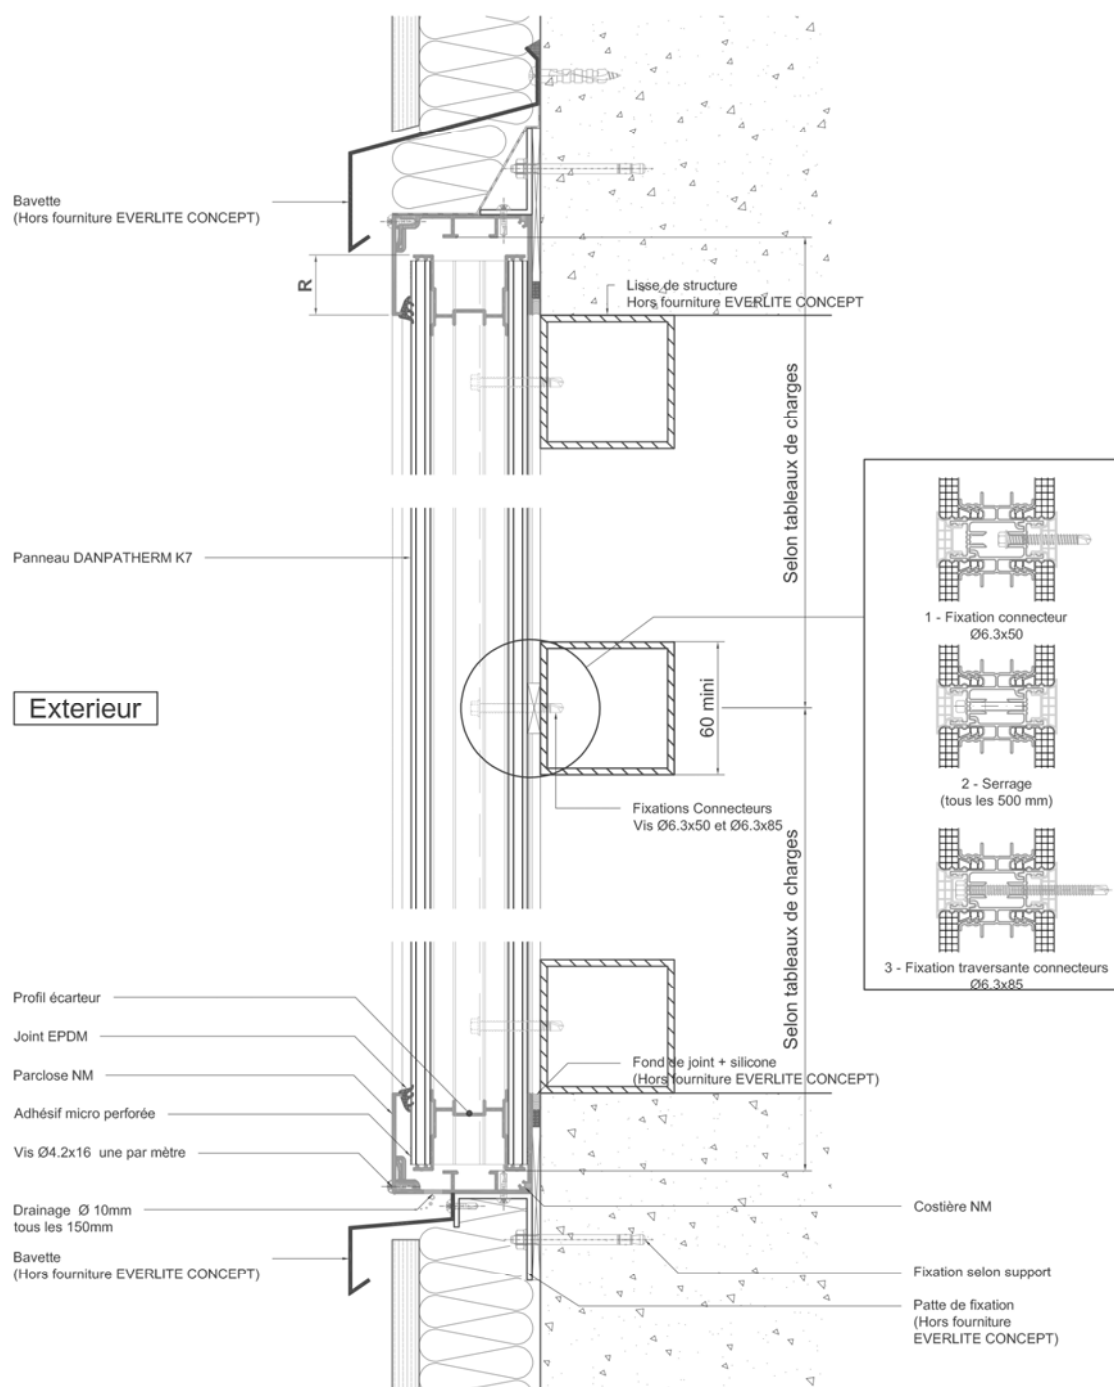 Bavette
(Hors fourniture EVERLITE CONCEPT)
R
Lisse de structure
Hors fourniture EVERLITE CONCEPT
Selon tableaux de charges
Panneau DANPATHERM K7
1 - Fixation connecteur
Ø6.3x50
Exterieur
60 mini
2 - Serrage
(tous les 500 mm)
Fixations Connecteurs
Vis Ø6.3x50 et Ø6.3x85
Selon tableaux de charges
3 - Fixation traversante connecteurs
Ø6.3x85
Profil écarteur
Joint EPDM
Parclose NM
Adhésif micro perforée
Vis Ø4.2x16 une par mètre
Drainage Ø 10mm
tous les 150mm
Bavette
(Hors fourniture EVERLITE CONCEPT)
Fond de joint + silicone
(Hors fourniture EVERLITE CONCEPT)
Costière NM
Fixation selon support
Patte de fixation
(Hors fourniture
EVERLITE CONCEPT)